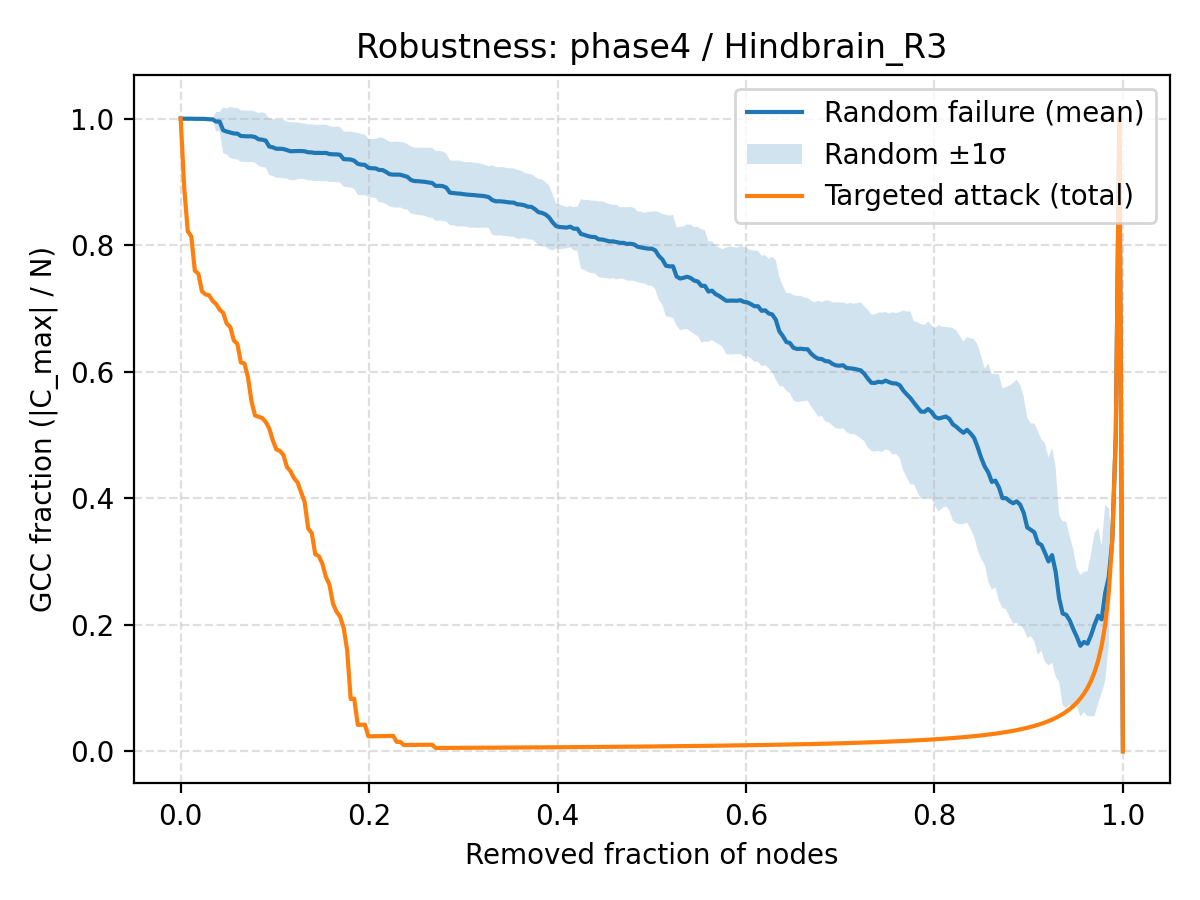 Robustness: phase4 / Hindbrain_R3
GCC fraction (|C_max| / N)
1.0
0.8
0.6
0.4
0.2
0.0
Random failure (mean)
Random ±1σ
Targeted attack (total)
0.0 0.2 0.4 0.6 0.8 1.0
Removed fraction of nodes